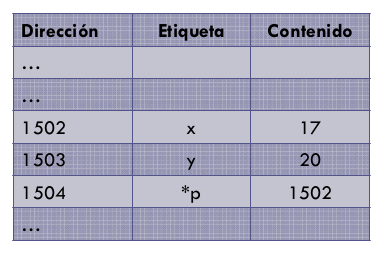 Dirección Etiqueta Contenido
...
...
1502 x 17
1503 y 20
1504 *p 1502
...